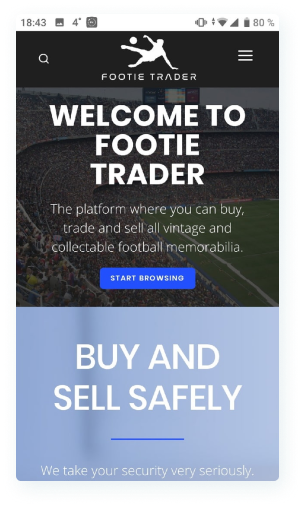 18:43 4° 80 %
FOOTIE TRADER
WELCOME TO
FOOTIE
TRADER
The platform where you can buy,
trade and sell all vintage and
collectable football memorabilia.
START BROWSING
BUY AND
SELL SAFELY
We take your security very seriously.